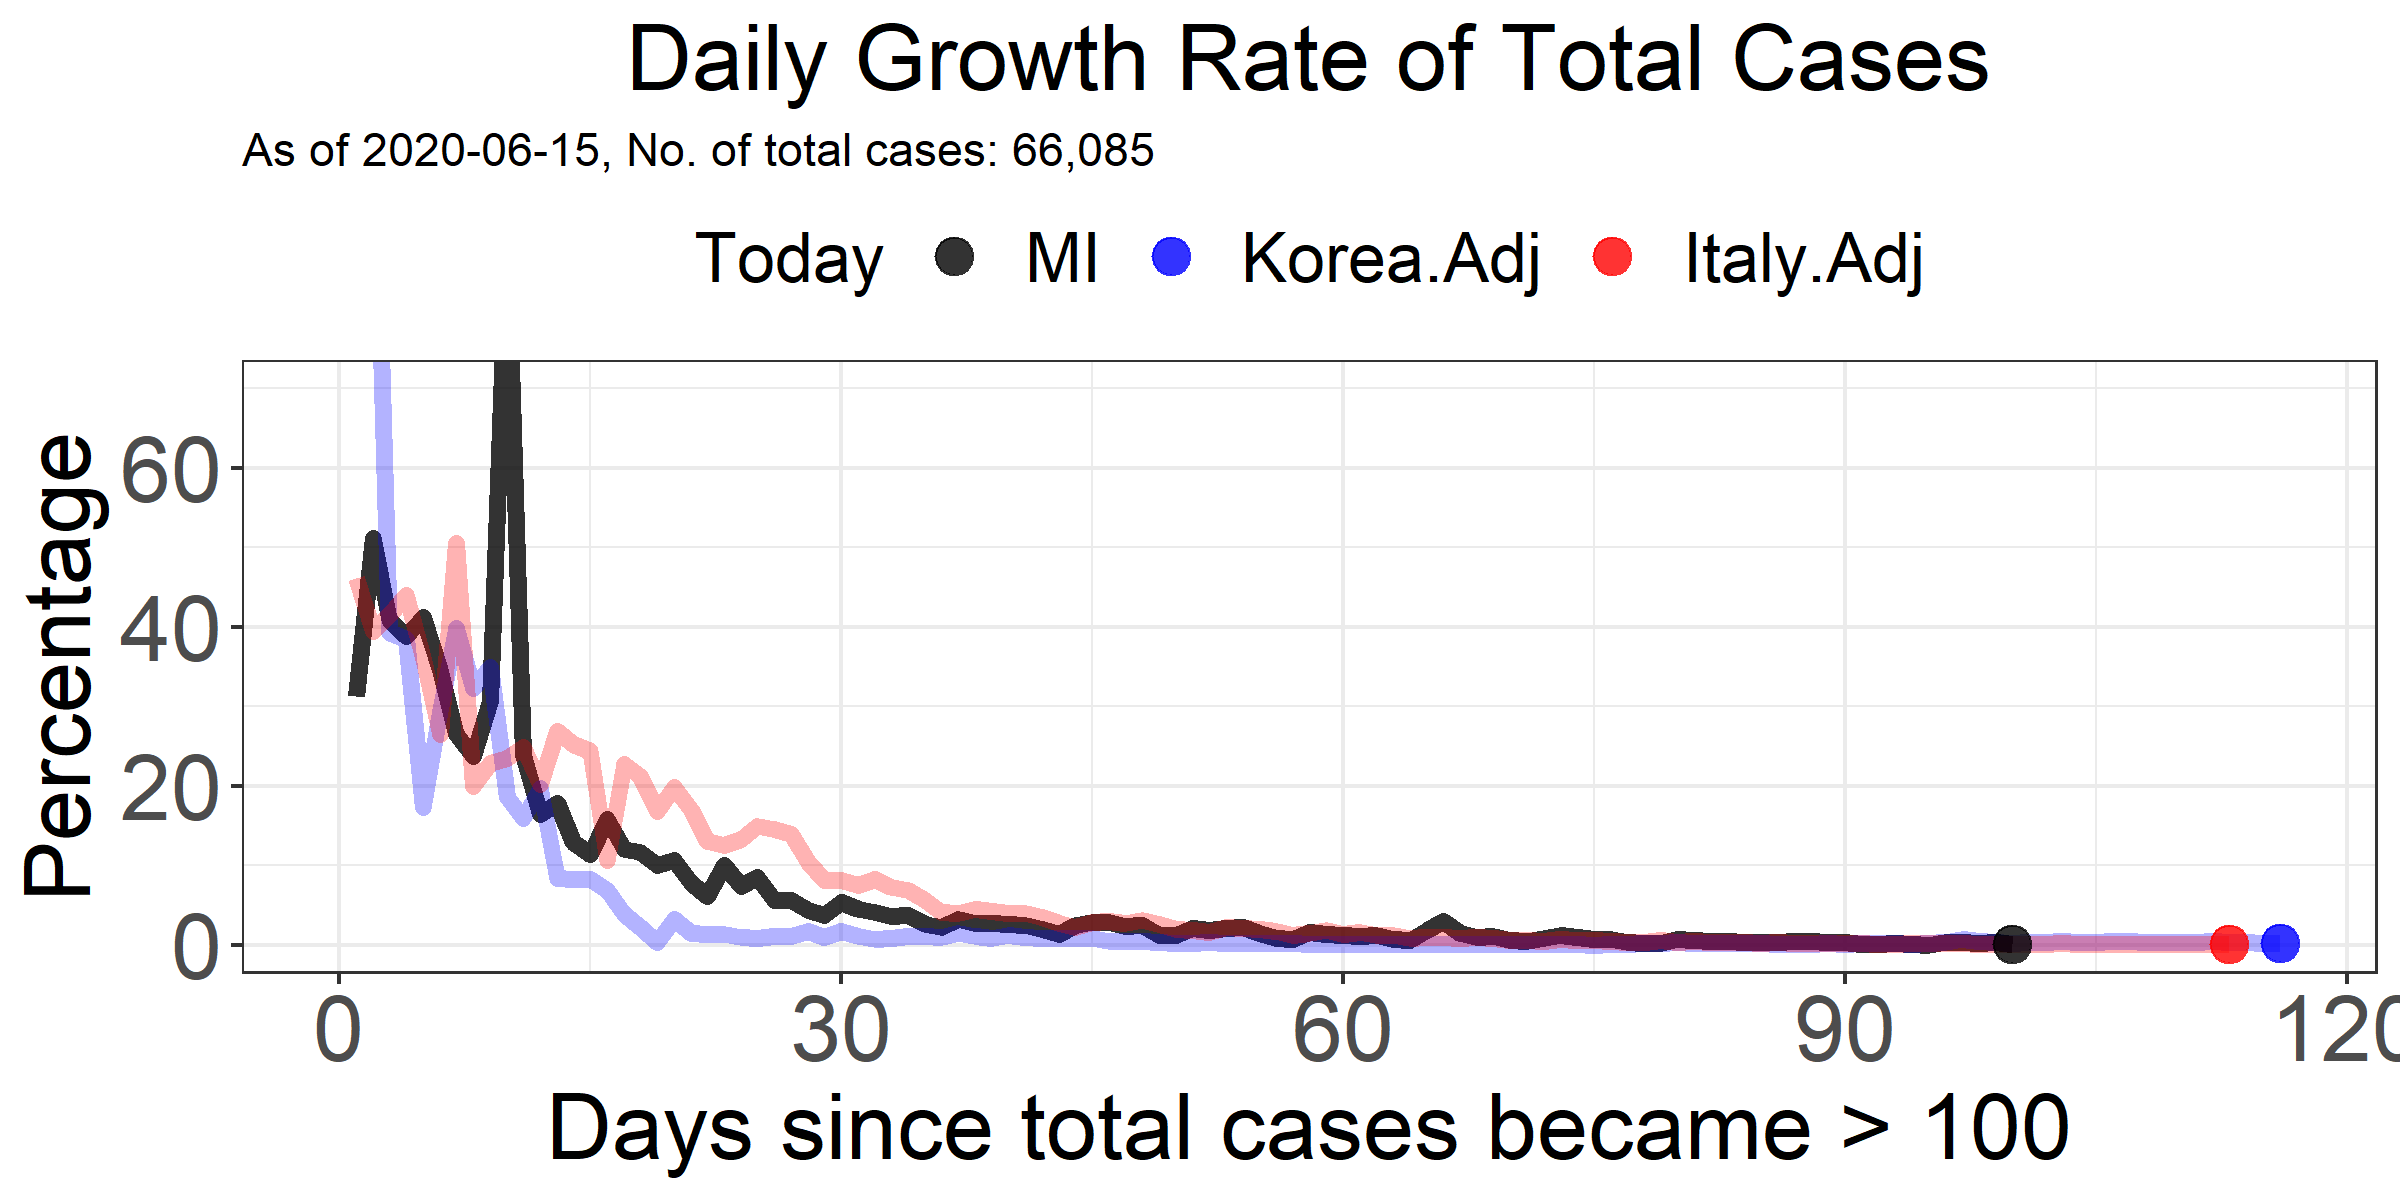 Daily Growth Rate of Total Cases
As of 2020-06-15, No. of total cases: 66,085
Today MI Korea.Adj Italy.Adj
Percentage
60
40
20
0
0 30 60 90 120
Days since total cases became > 100